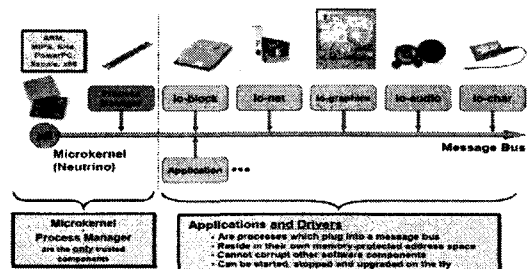 ARM,
MIPS, SH4,
PowerPC,
Xscale, x86
Process
Manager
Io-block
Io-net
Io-graphics
Io-audio
Io-char
Microkernel
(Neutrino)
Message Bus
Application
•••
Microkernel
Process Manager
are the only trusted
components
Applications and Drivers
• Are processes which plug into a message bus
• Reside in their own memory-protected address space
• Cannot corrupt other software components
• Can be started, stopped and upgraded on the fly